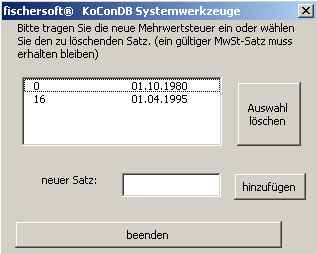 fischersoft® KoConDB Systemwerkzeuge
Bitte tragen Sie die neue Mehrwertsteuer ein oder wählen
Sie den zu löschenden Satz. (ein gültiger MwSt-Satz muss
erhalten bleiben)
0 01.10.1980
16 01.04.1995
Auswahl
löschen
neuer Satz:
hinzufügen
beenden